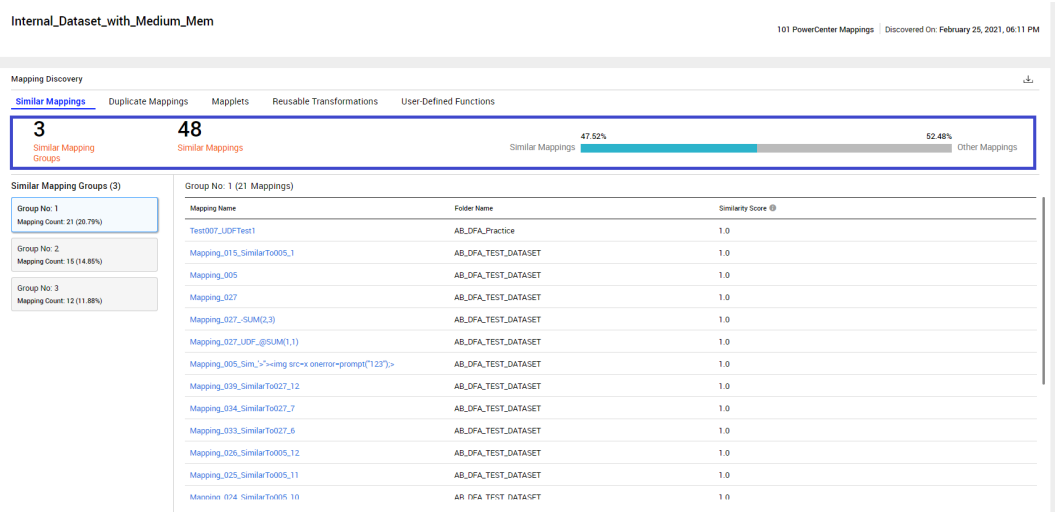 Internal_Dataset_with_Medium_Mem
101 PowerCenter Mappings Discovered On: February 25, 2021, 06:11 PM
Mapping Discovery
Similar Mappings Duplicate Mappings Mapplets Reusable Transformations User-Defined Functions
3
Similar Mapping
Groups
48
Similar Mappings
47.52% 52.48%
Similar Mappings Other Mappings
Similar Mapping Groups (3)
Group No: 1
Mapping Count: 21 (20.79%)
Group No: 2
Mapping Count: 15 (14.85%)
Group No: 3
Mapping Count: 12 (11.88%)
Group No: 1 (21 Mappings)
Mapping Name Folder Name Similarity Score
Test007_UDFTest1 AB_DFA_Practice 1.0
Mapping_015_SimilarTo005_1 AB_DFA_TEST_DATASET 1.0
Mapping_005 AB_DFA_TEST_DATASET 1.0
Mapping_027 AB_DFA_TEST_DATASET 1.0
Mapping_027_-SUM(2,3) AB_DFA_TEST_DATASET 1.0
Mapping_027_UDF_@SUM(1,1) AB_DFA_TEST_DATASET 1.0
Mapping_005_Sim_'>"><img src=x onerror=prompt("123");> AB_DFA_TEST_DATASET 1.0
Mapping_039_SimilarTo027_12 AB_DFA_TEST_DATASET 1.0
Mapping_034_SimilarTo027_7 AB_DFA_TEST_DATASET 1.0
Mapping_033_SimilarTo027_6 AB_DFA_TEST_DATASET 1.0
Mapping_026_SimilarTo005_12 AB_DFA_TEST_DATASET 1.0
Mapping_025_SimilarTo005_11 AB_DFA_TEST_DATASET 1.0
Mapping_024_SimilarTo005_10 AB_DFA_TEST_DATASET 1.0